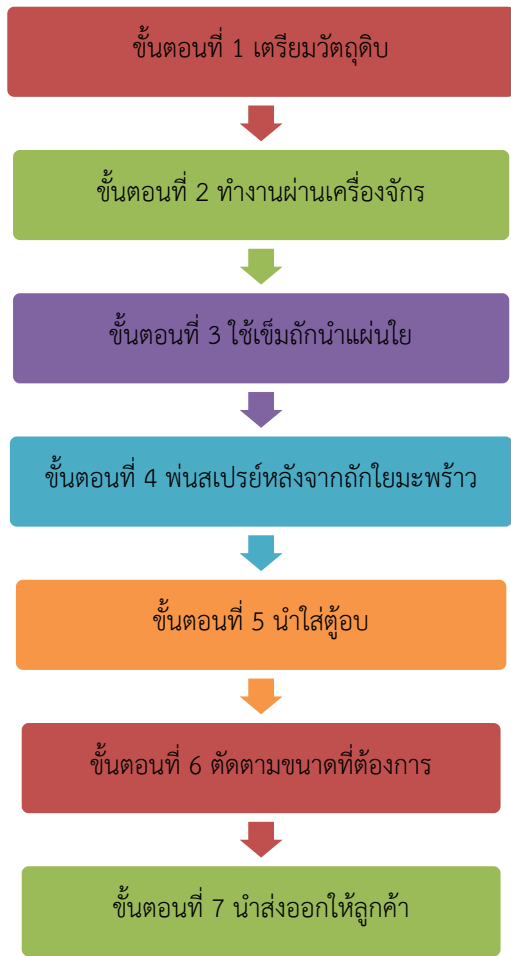 ขั้นตอนที่ 1 เตรียมวัตถุดิบ
ขั้นตอนที่ 2 ทำงานผ่านเครื่องจักร
ขั้นตอนที่ 3 ใช้เข็มถักนำแผ่นใย
ขั้นตอนที่ 4 พ่นสเปรย์หลังจากถักใยมะพร้าว
ขั้นตอนที่ 5 นำใส่ตู้อบ
ขั้นตอนที่ 6 ตัดตามขนาดที่ต้องการ
ขั้นตอนที่ 7 นำส่งออกให้ลูกค้า